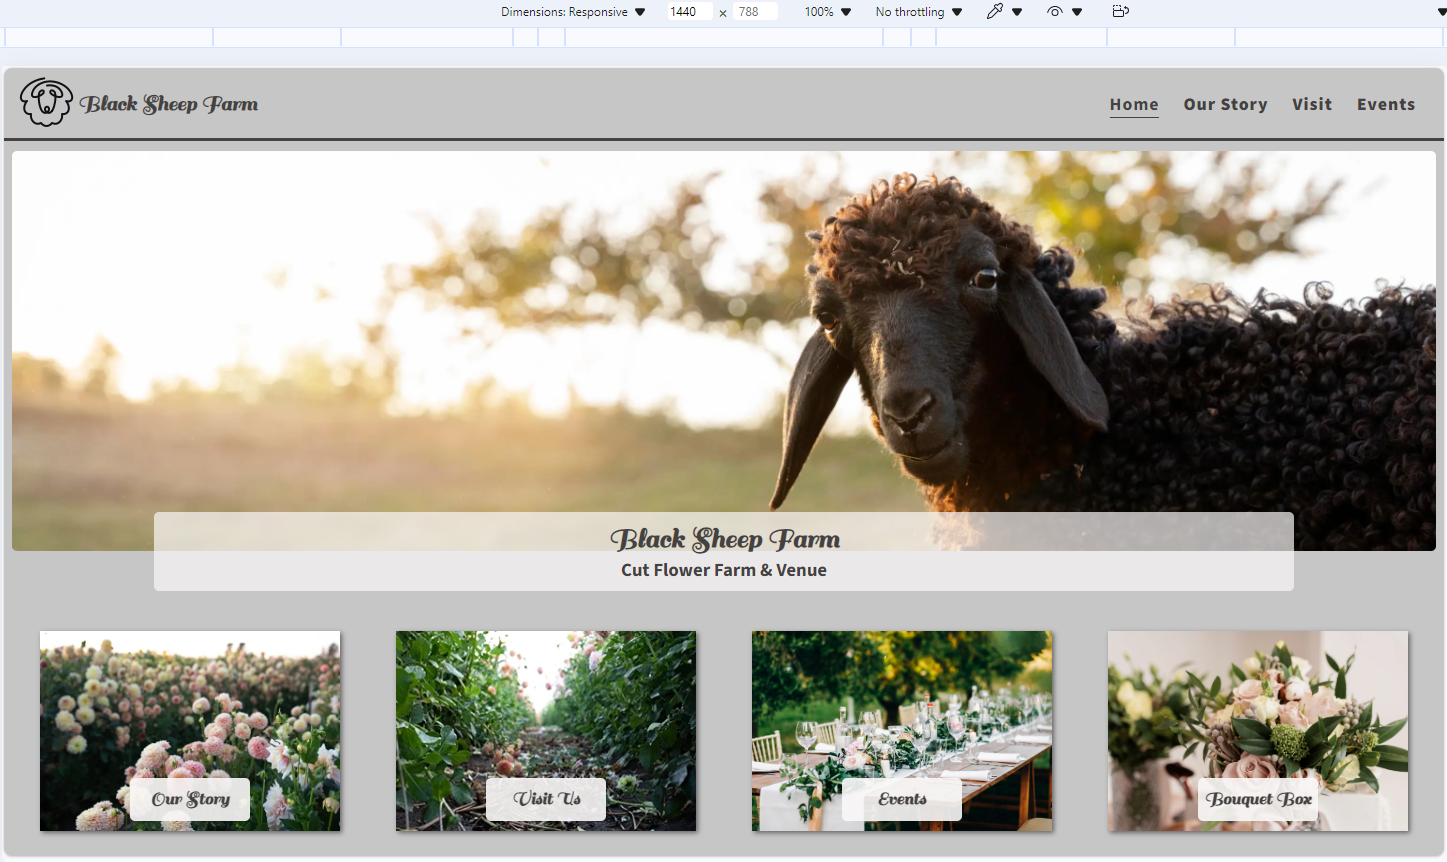 Dimensions: Responsive 1440 x 788 100% No throttling
Black Sheep Farm
Home Our Story Visit Events
Black Sheep Farm
Cut Flower Farm & Venue
Our Story
Visit Us
Events
Bouquet Box